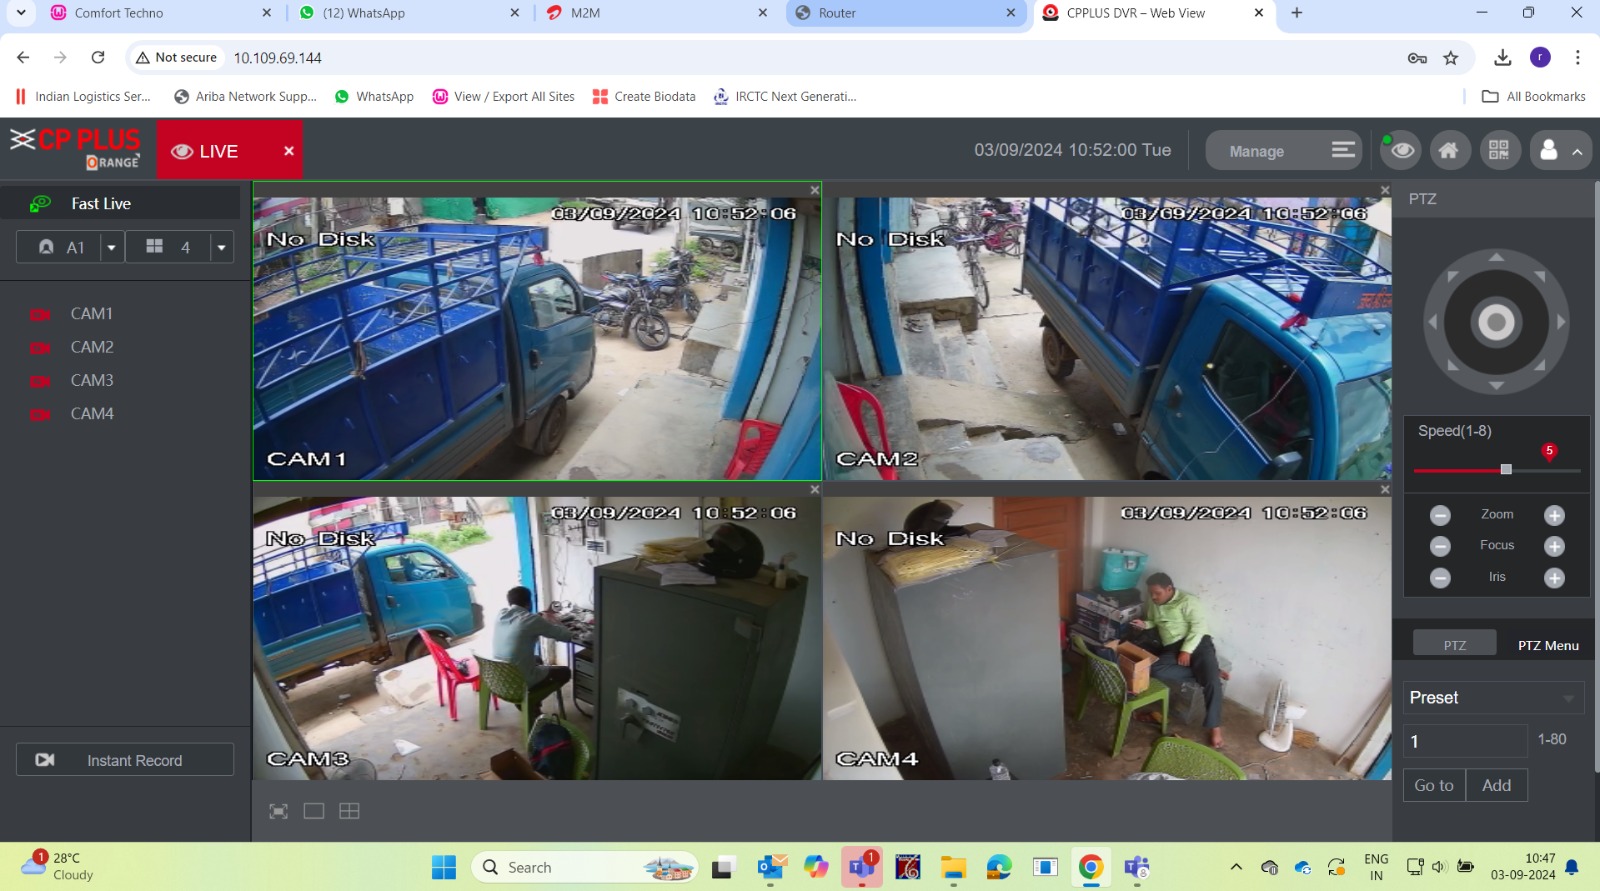 Comfort Techno
(12) WhatsApp
M2M
Router
CPPLUS DVR – Web View
Not secure
10.109.69.144
Indian Logistics Ser...
Ariba Network Supp...
WhatsApp
View / Export All Sites
Create Biodata
IRCTC Next Generati...
All Bookmarks
CP PLUS
ORANGE
LIVE
03/09/2024 10:52:00 Tue
Manage
Fast Live
A1
4
CAM1
CAM2
CAM3
CAM4
Instant Record
03/09/2024 10:52:06
No Disk
CAM1
03/09/2024 10:52:06
No Disk
CAM2
03/09/2024 10:52:06
No Disk
CAM3
03/09/2024 10:52:06
No Disk
CAM4
PTZ
Speed(1-8)
5
Zoom
Focus
Iris
PTZ
PTZ Menu
Preset
1
1-80
Go to
Add
1
28°C
Cloudy
Search
1
ENG
IN
10:47
03-09-2024